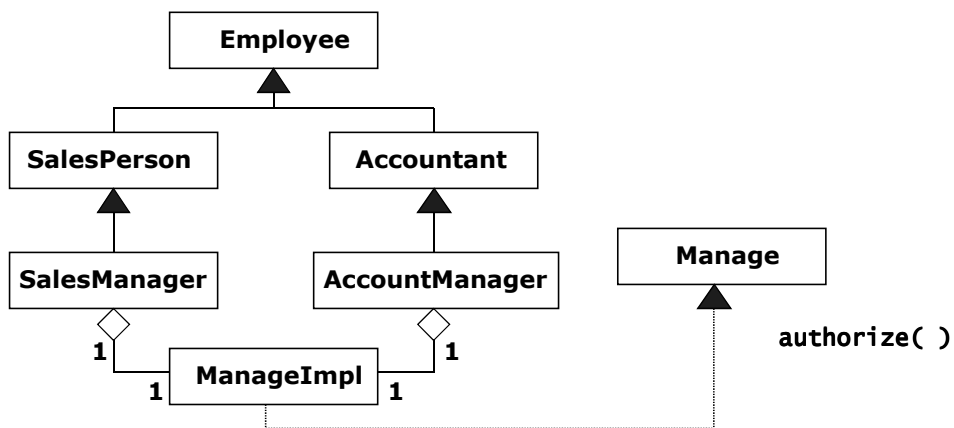 Employee
SalesPerson
Accountant
Manage
SalesManager
AccountManager
authorize( )
1
1
ManageImpl
1
1